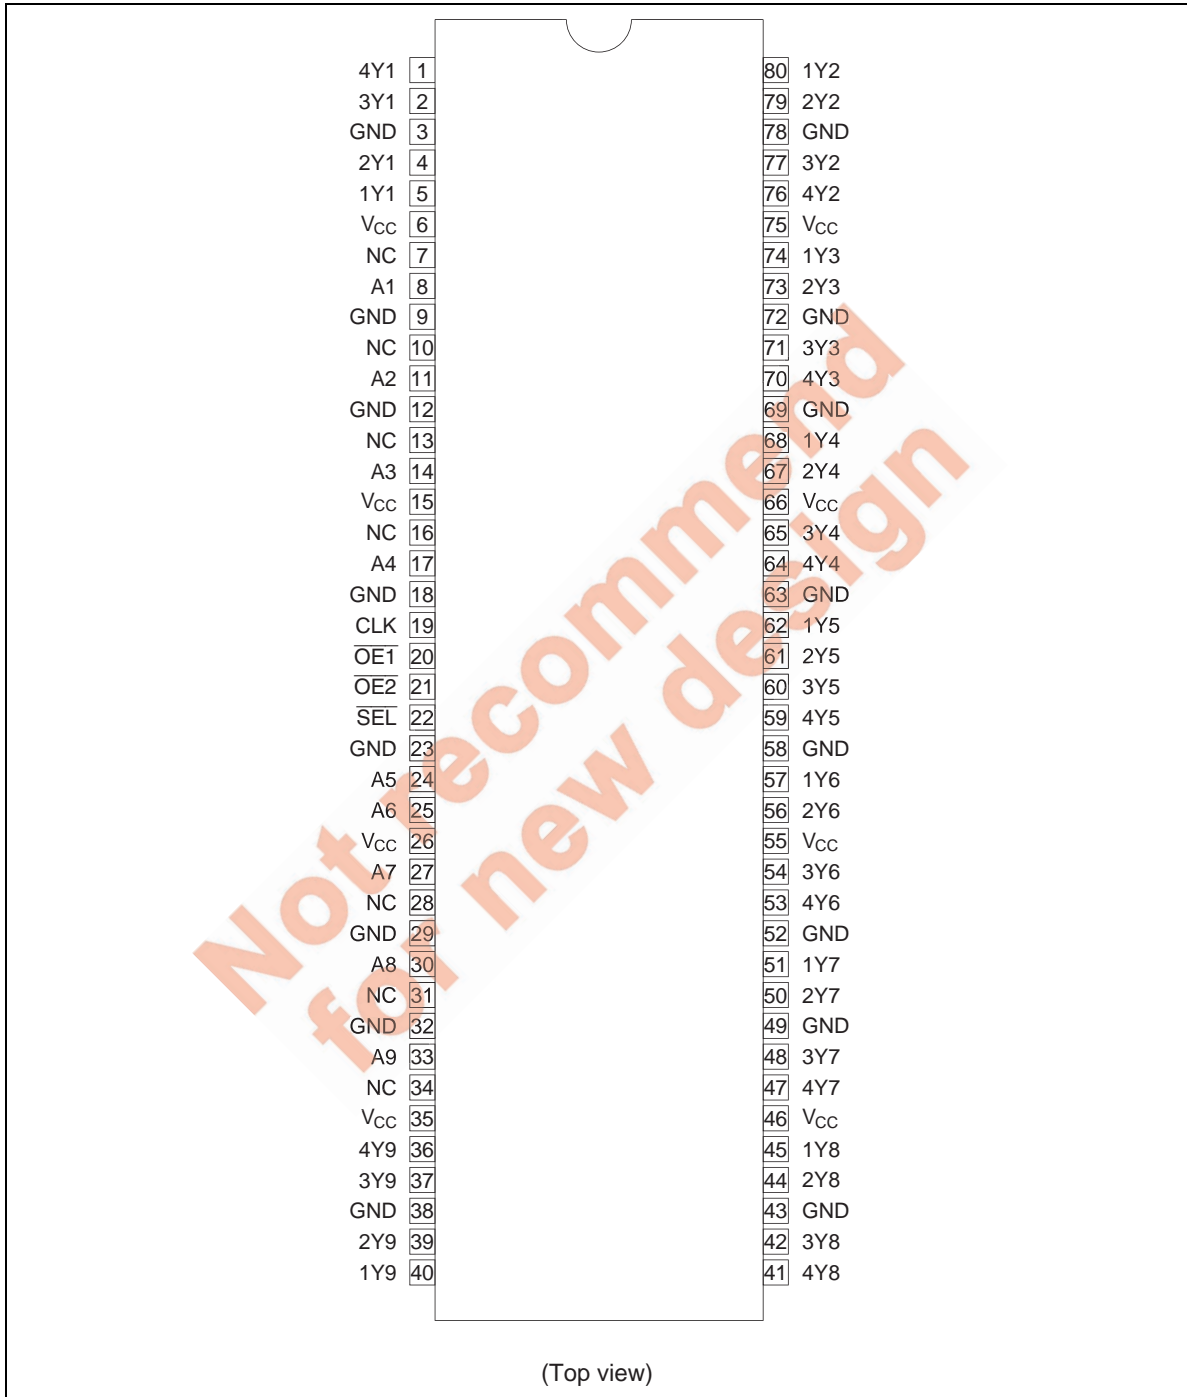 4Y1 1 80 1Y2
3Y1 2 79 2Y2
GND 3 78 GND
2Y1 4 77 3Y2
1Y1 5 76 4Y2
VCC 6 75 VCC
NC 7 74 1Y3
A1 8 73 2Y3
GND 9 72 GND
NC 10 71 3Y3
A2 11 70 4Y3
GND 12 69 GND
NC 13 68 1Y4
A3 14 67 2Y4
VCC 15 66 VCC
NC 16 65 3Y4
A4 17 64 4Y4
GND 18 63 GND
CLK 19 62 1Y5
O̅E̅1̅ 20 61 2Y5
O̅E̅2̅ 21 60 3Y5
S̅E̅L̅ 22 59 4Y5
GND 23 58 GND
A5 24 57 1Y6
A6 25 56 2Y6
VCC 26 55 VCC
A7 27 54 3Y6
NC 28 53 4Y6
GND 29 52 GND
A8 30 51 1Y7
NC 31 50 2Y7
GND 32 49 GND
A9 33 48 3Y7
NC 34 47 4Y7
VCC 35 46 VCC
4Y9 36 45 1Y8
3Y9 37 44 2Y8
GND 38 43 GND
2Y9 39 42 3Y8
1Y9 40 41 4Y8
(Top view)
Not recommend
for new design